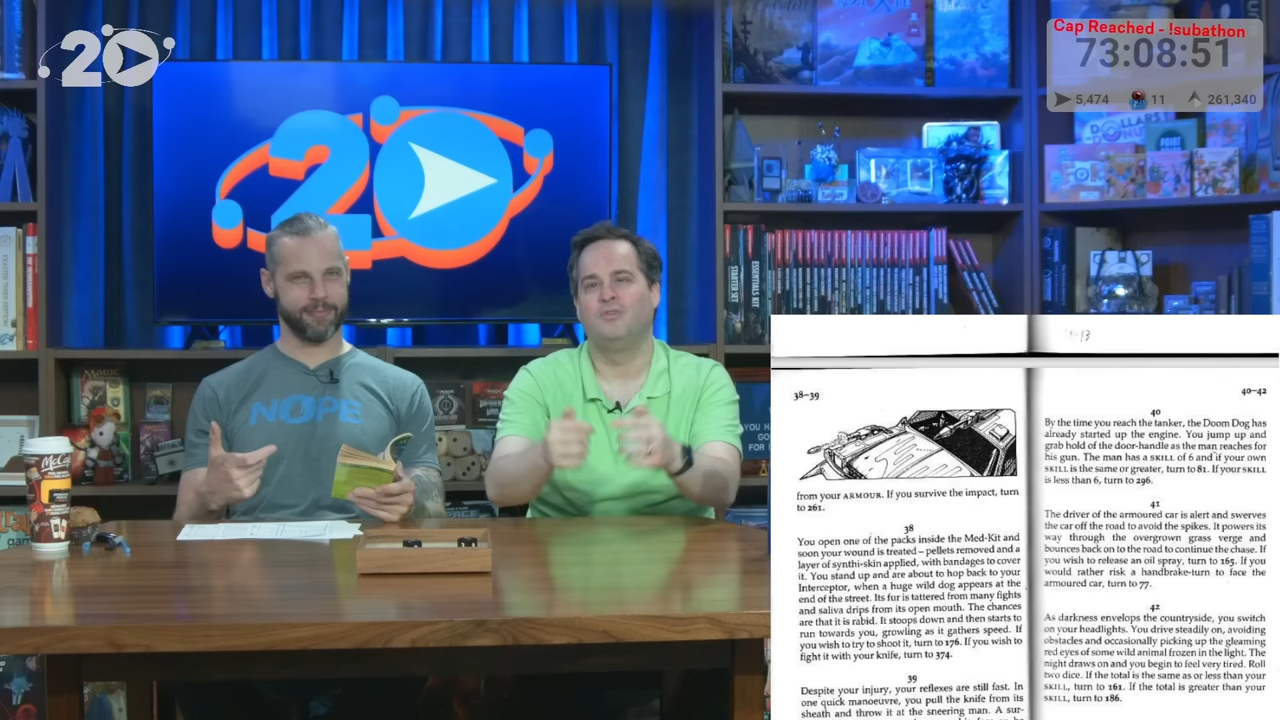 20
Cap Reached - !subathon
73:08:51
5,474
11
261,340
20
NOPE
STARTER SET
ESSENTIALS KIT
McCafé
38–39
from your ARMOUR. If you survive the impact, turn
to 261.
38
You open one of the packs inside the Med-Kit and
soon your wound is treated – pellets removed and a
layer of synthi-skin applied, with bandages to cover
it. You stand up and are about to hop back to your
Interceptor, when a huge wild dog appears at the
end of the street. Its fur is tattered from many fights
and saliva drips from its open mouth. The chances
are that it is rabid. It stoops down and then starts to
run towards you, growling as it gathers speed. If
you wish to try to shoot it, turn to 176. If you wish to
fight it with your knife, turn to 374.
39
Despite your injury, your reflexes are still fast. In
one quick manoeuvre, you pull the knife from its
sheath and throw it at the sneering man. A sur-
40–42
40
By the time you reach the tanker, the Doom Dog has
already started up the engine. You jump up and
grab hold of the door-handle as the man reaches for
his gun. The man has a SKILL of 6 and if your own
SKILL is the same or greater, turn to 81. If your SKILL
is less than 6, turn to 296.
41
The driver of the armoured car is alert and swerves
the car off the road to avoid the spikes. It powers its
way through the overgrown grass verge and
bounces back on to the road to continue the chase. If
you wish to release an oil spray, turn to 165. If you
would rather risk a handbrake-turn to face the
armoured car, turn to 77.
42
As darkness envelops the countryside, you switch
on your headlights. You drive steadily on, avoiding
obstacles and occasionally picking up the gleaming
red eyes of some wild animal frozen in the light. The
night draws on and you begin to feel very tired. Roll
two dice. If the total is the same as or less than your
SKILL, turn to 161. If the total is greater than your
SKILL, turn to 186.